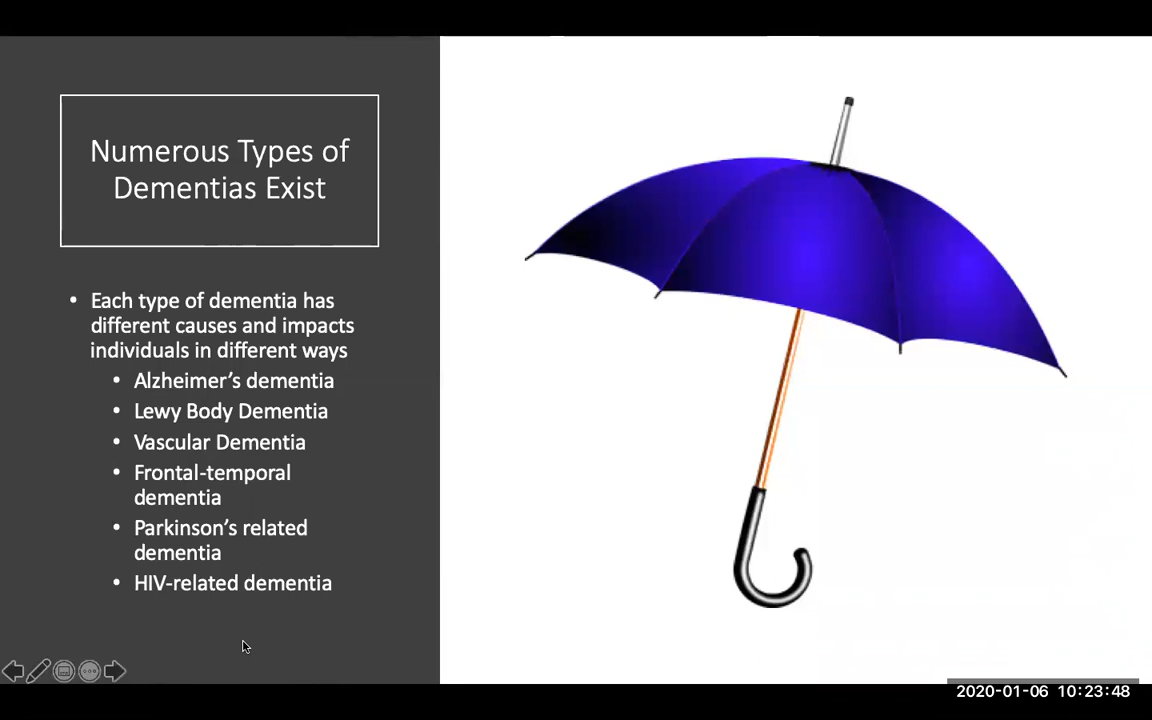 Numerous Types of
Dementias Exist
• Each type of dementia has
different causes and impacts
individuals in different ways
• Alzheimer’s dementia
• Lewy Body Dementia
• Vascular Dementia
• Frontal-temporal
dementia
• Parkinson’s related
dementia
• HIV-related dementia
2020-01-06 10:23:48